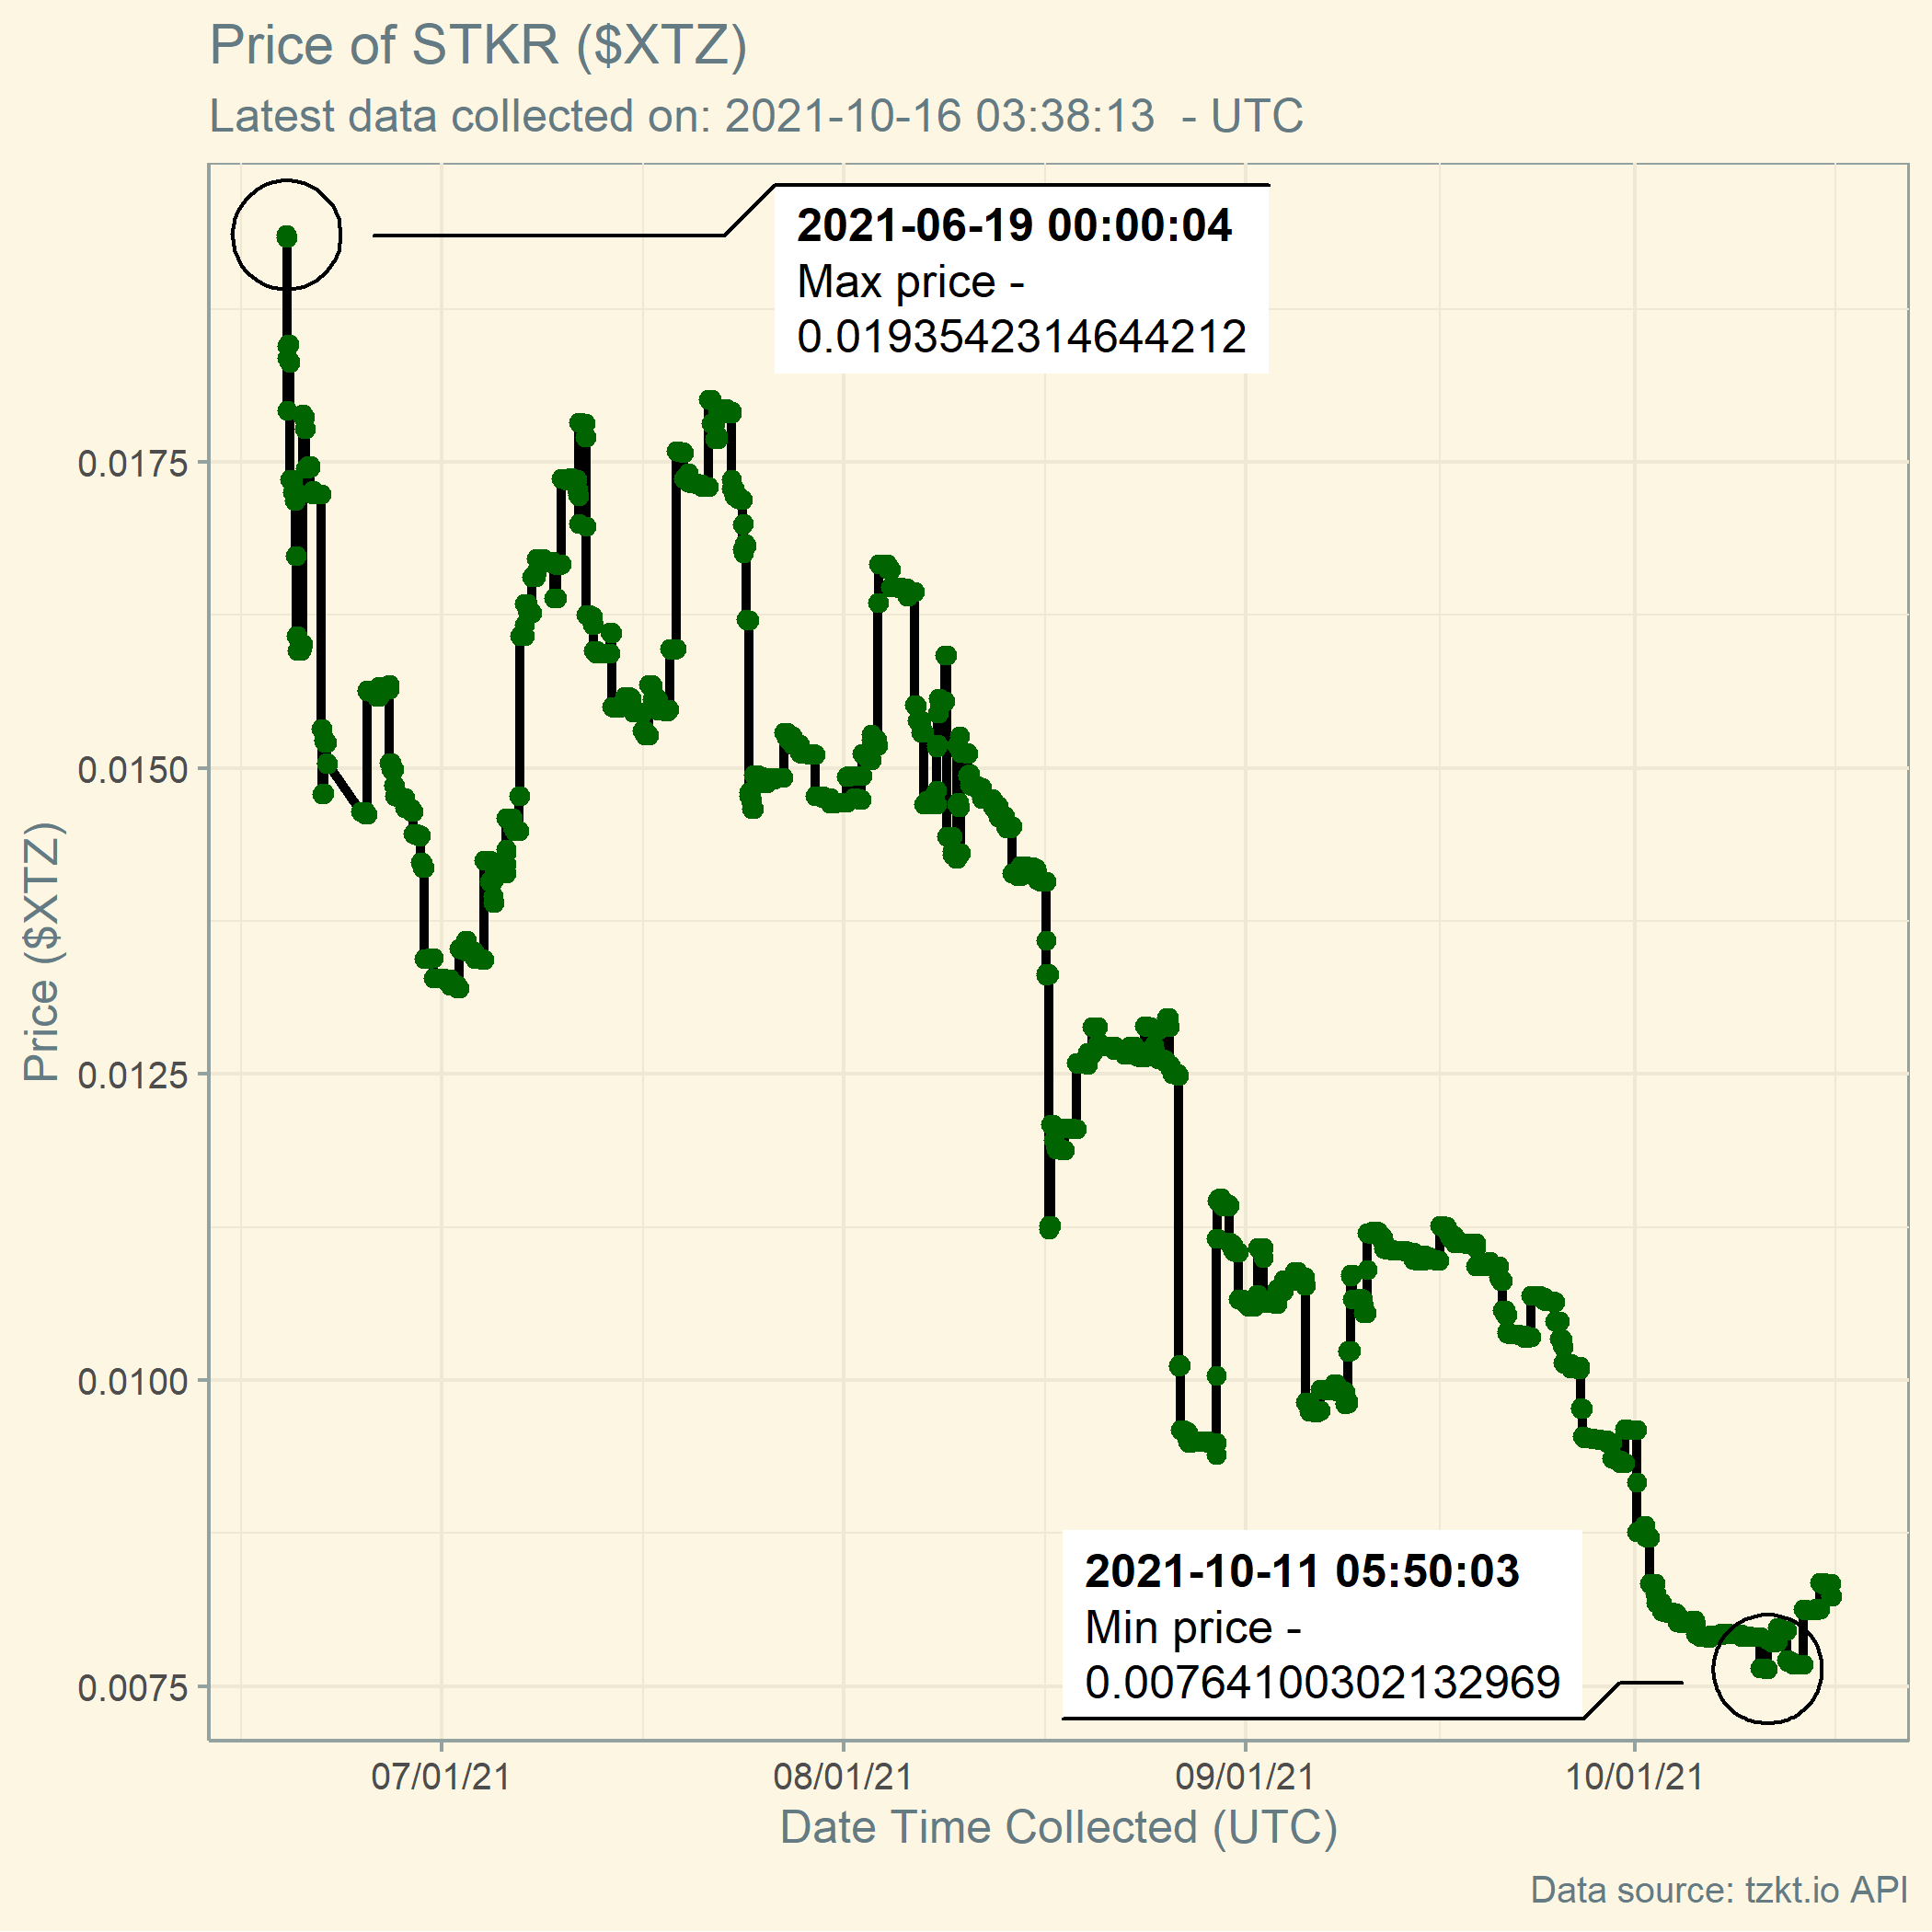 Price of STKR ($XTZ)
Latest data collected on: 2021-10-16 03:38:13  - UTC
2021-06-19 00:00:04
Max price -
0.0193542314644212
0.0175
0.0150
0.0125
0.0100
0.0075
Price ($XTZ)
2021-10-11 05:50:03
Min price -
0.00764100302132969
07/01/21
08/01/21
09/01/21
10/01/21
Date Time Collected (UTC)
Data source: tzkt.io API